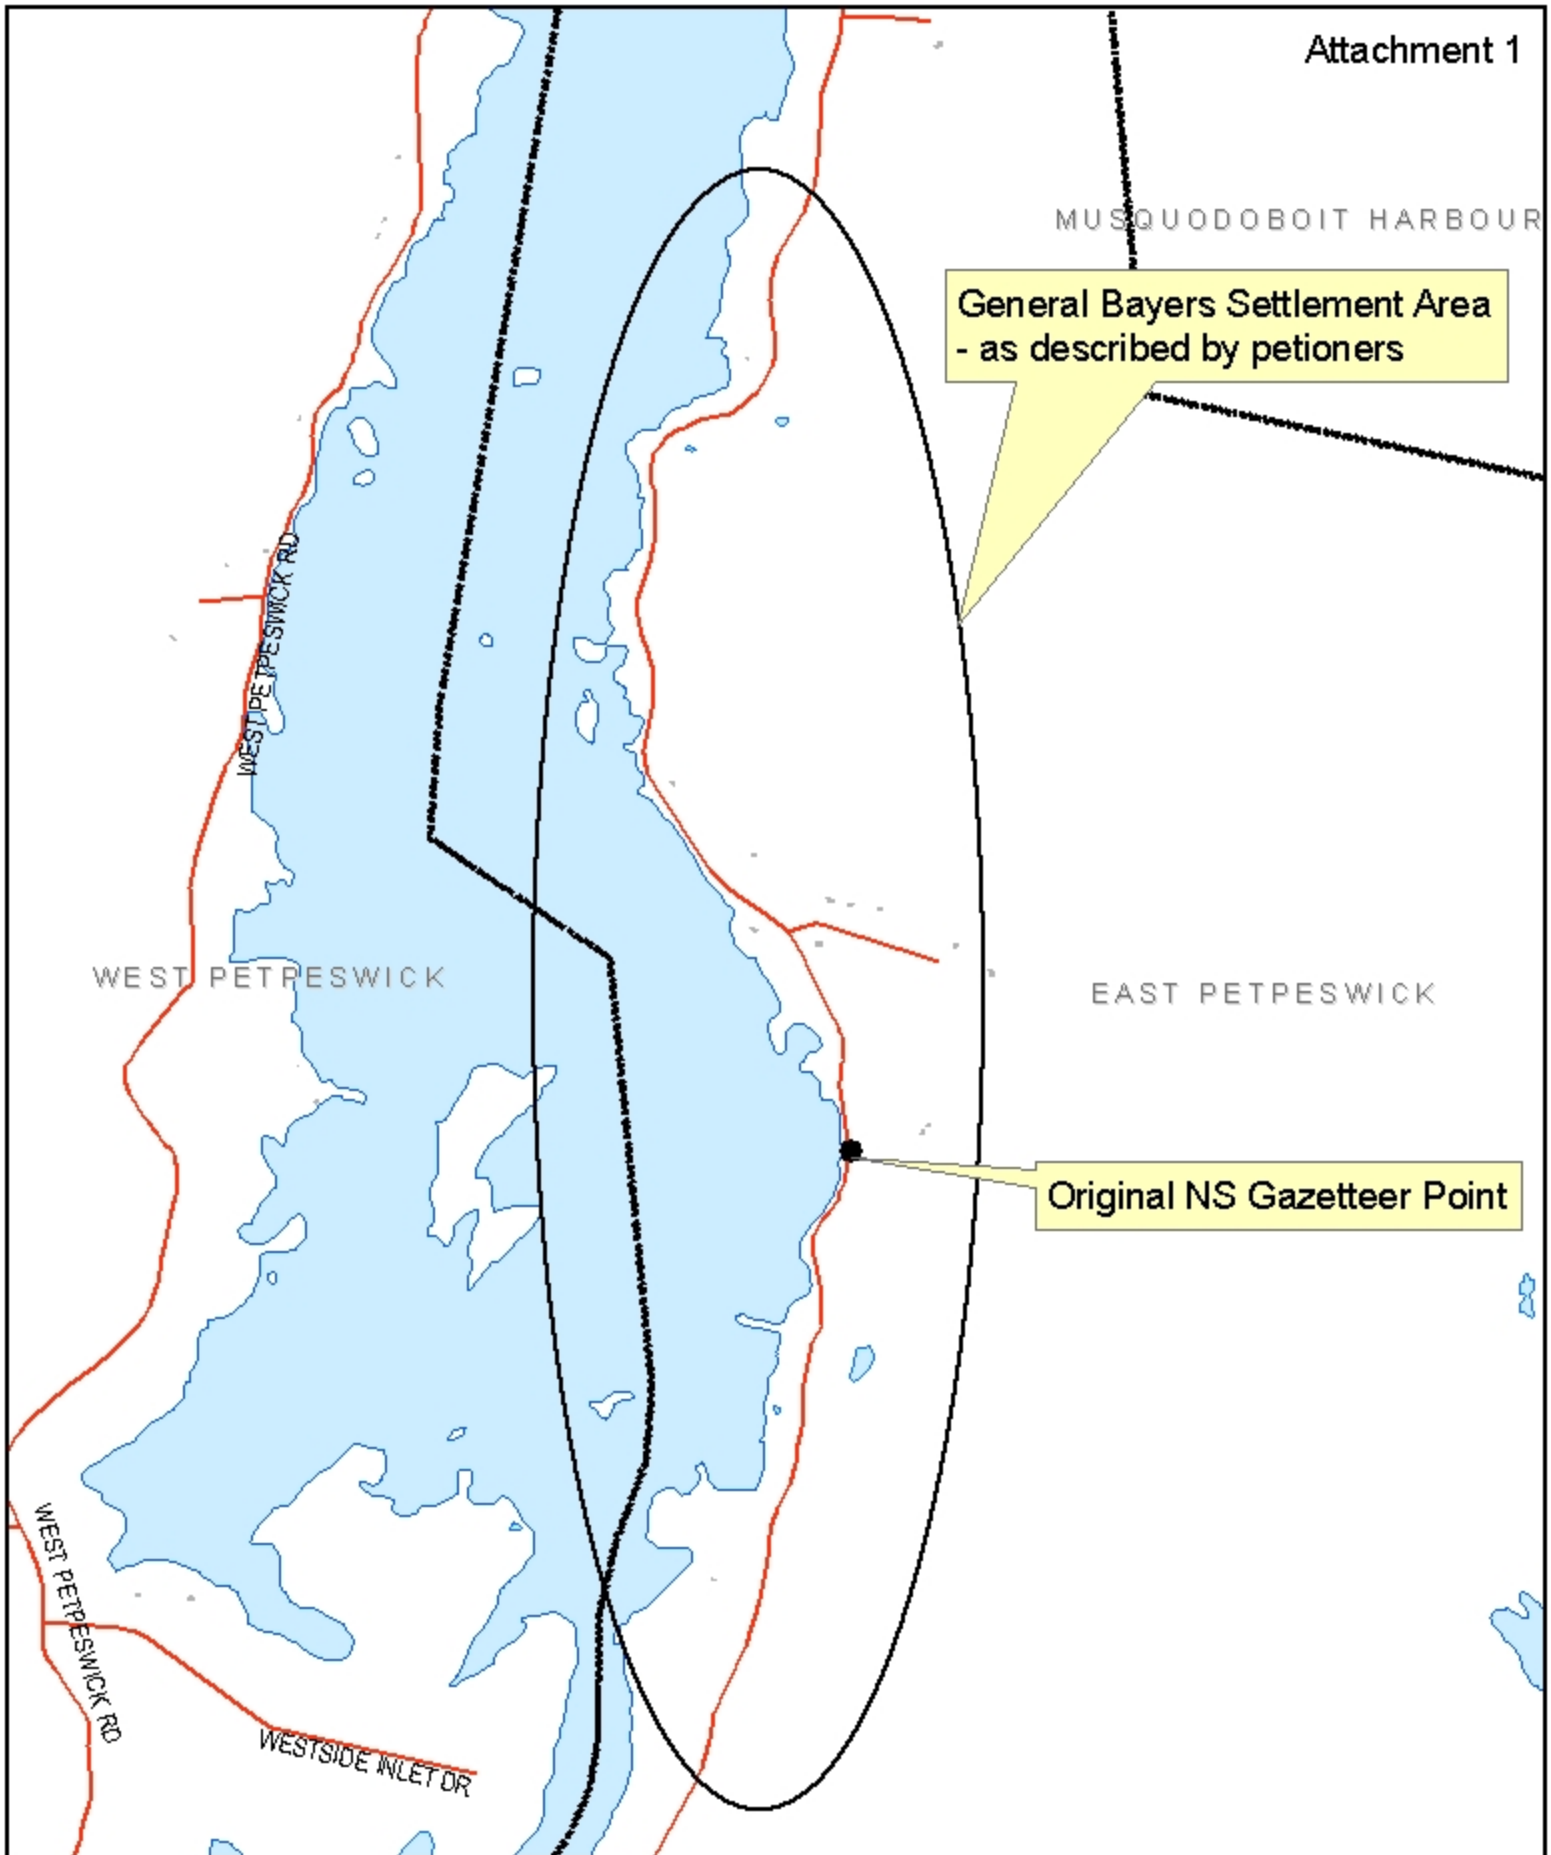 Attachment 1
MUSQUODOBOIT HARBOUR
General Bayers Settlement Area
- as described by petioners
WEST PETPESWICK RD
WEST PETPESWICK
EAST PETPESWICK
Original NS Gazetteer Point
WEST PETPESWICK RD
WESTSIDE INLET DR